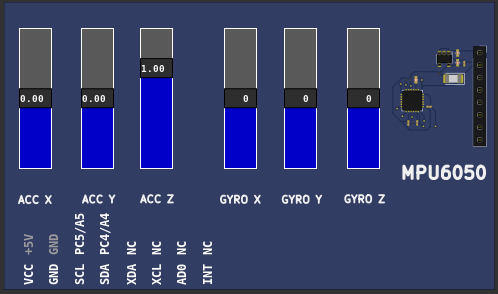 0.00
0.00
1.00
0
0
0
MPU6050
ACC X
ACC Y
ACC Z
GYRO X
GYRO Y
GYRO Z
VCC +5V
GND GND
SCL PC5/A5
SDA PC4/A4
XDA NC
XCL NC
AD0 NC
INT NC